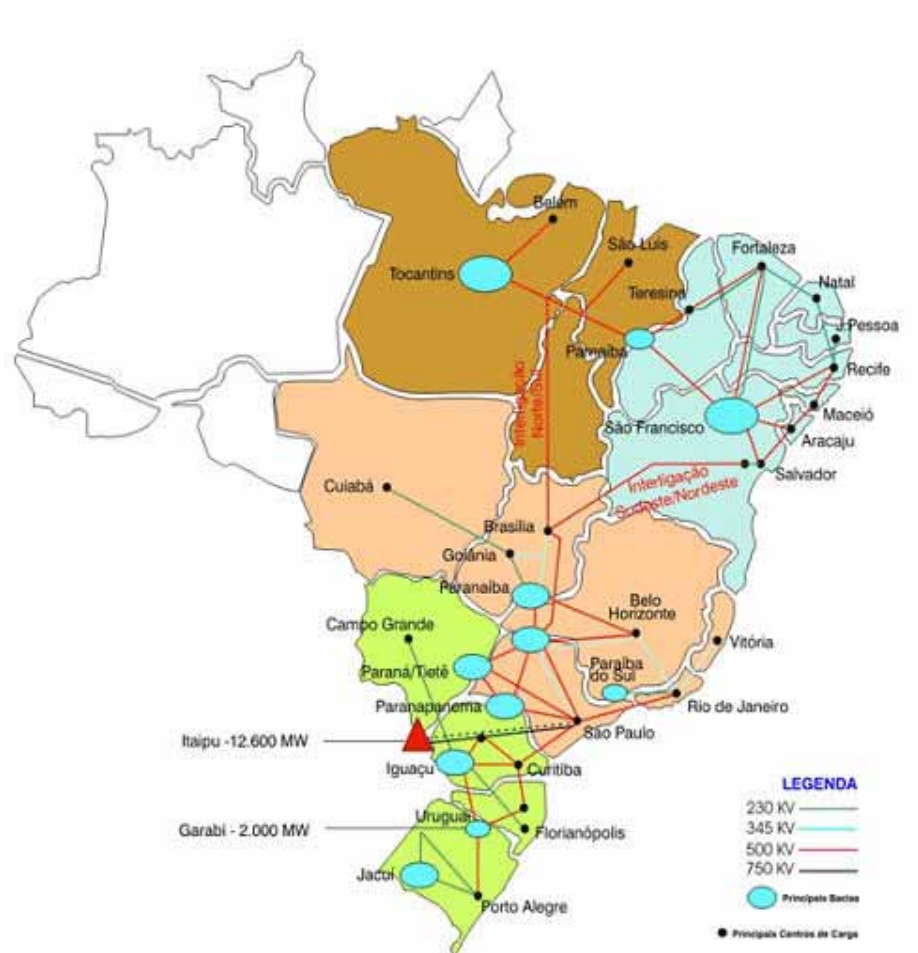 Belém
São Luís
Fortaleza
Tocantins
Teresina
Natal
J.Pessoa
Parnaíba
Recife
Interligação
Norte/Sul
Maceió
São Francisco
Aracaju
Salvador
Interligação
Sudeste/Nordeste
Cuiabá
Brasília
Goiânia
Paranaíba
Belo
Horizonte
Campo Grande
Vitória
Paraná/Tietê
Paraíba
do Sul
Paranapanema
Rio de Janeiro
São Paulo
Itaipu -12.600 MW
Iguaçu
Curitiba
Uruguai
Garabi - 2.000 MW
Florianópolis
Jacuí
Porto Alegre
LEGENDA
230 KV
345 KV
500 KV
750 KV
Principais Bacias
Principais Centros de Carga